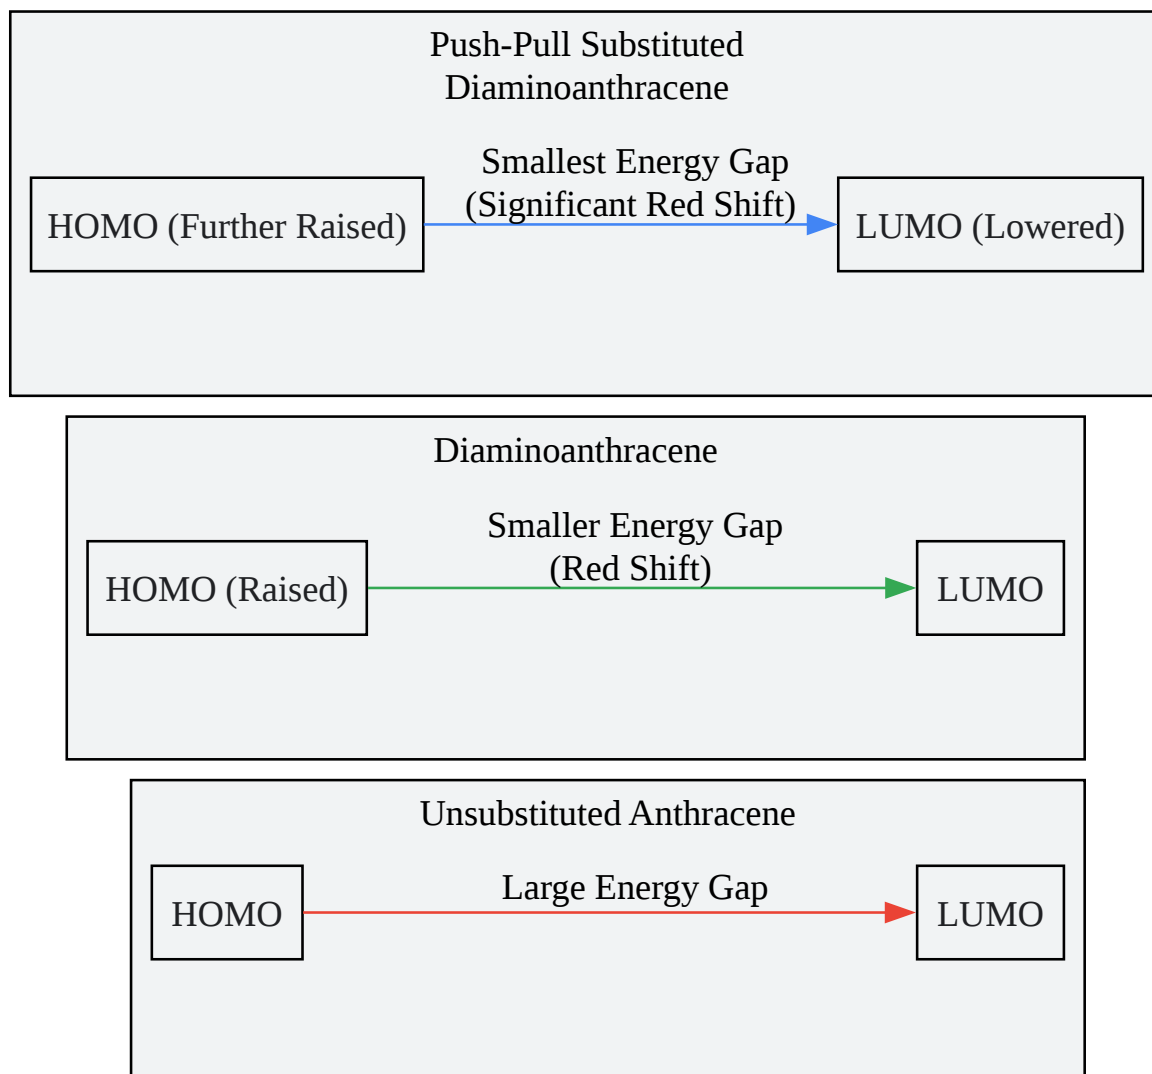 Push-Pull Substituted
Diaminoanthracene
Smallest Energy Gap
(Significant Red Shift)
HOMO (Further Raised)
LUMO (Lowered)
Diaminoanthracene
Smaller Energy Gap
(Red Shift)
HOMO (Raised)
LUMO
Unsubstituted Anthracene
Large Energy Gap
HOMO
LUMO